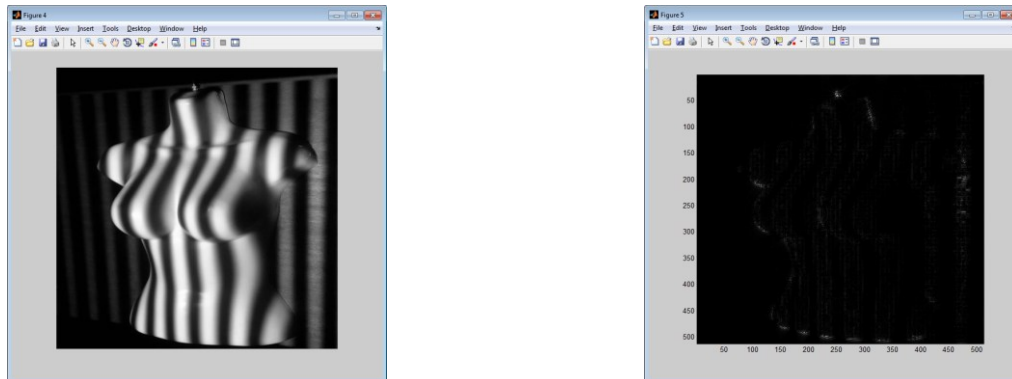 Figure 4
File Edit View Insert Tools Desktop Window Help
Figure 5
File Edit View Insert Tools Desktop Window Help
50
100
150
200
250
300
350
400
450
500
50 100 150 200 250 300 350 400 450 500